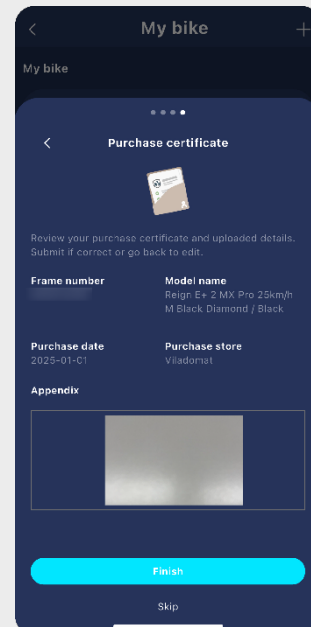 My bike
My bike
Purchase certificate
Review your purchase certificate and uploaded details.
Submit if correct or go back to edit.
Frame number
Model name
Reign E+ 2 MX Pro 25km/h
M Black Diamond / Black
Purchase date
2025-01-01
Purchase store
Viladomat
Appendix
Finish
Skip